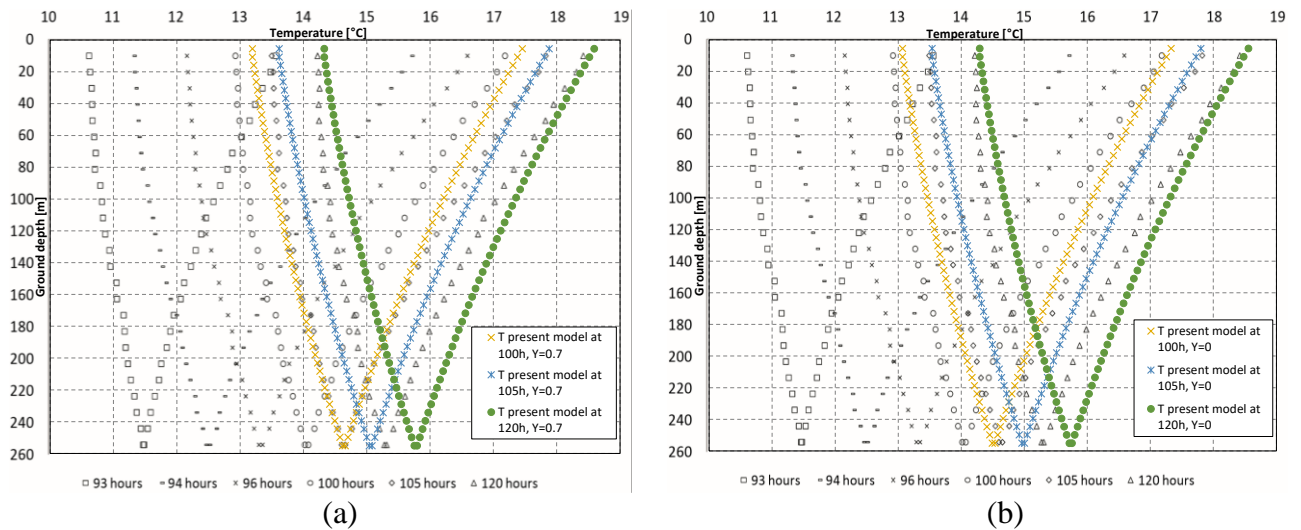 10 11 12 13 14 15 16 17 18 19
Temperature [°C]
0
20
40
60
80
100
120
140
160
180
200
220
240
260
Ground depth [m]
T present model at
100h, Y=0.7
T present model at
105h, Y=0.7
T present model at
120h, Y=0.7
93 hours 94 hours 96 hours 100 hours 105 hours 120 hours
(a)
10 11 12 13 14 15 16 17 18 19
Temperature [°C]
0
20
40
60
80
100
120
140
160
180
200
220
240
260
Ground depth [m]
T present model at
100h, Y=0
T present model at
105h, Y=0
T present model at
120h, Y=0
93 hours 94 hours 96 hours 100 hours 105 hours 120 hours
(b)